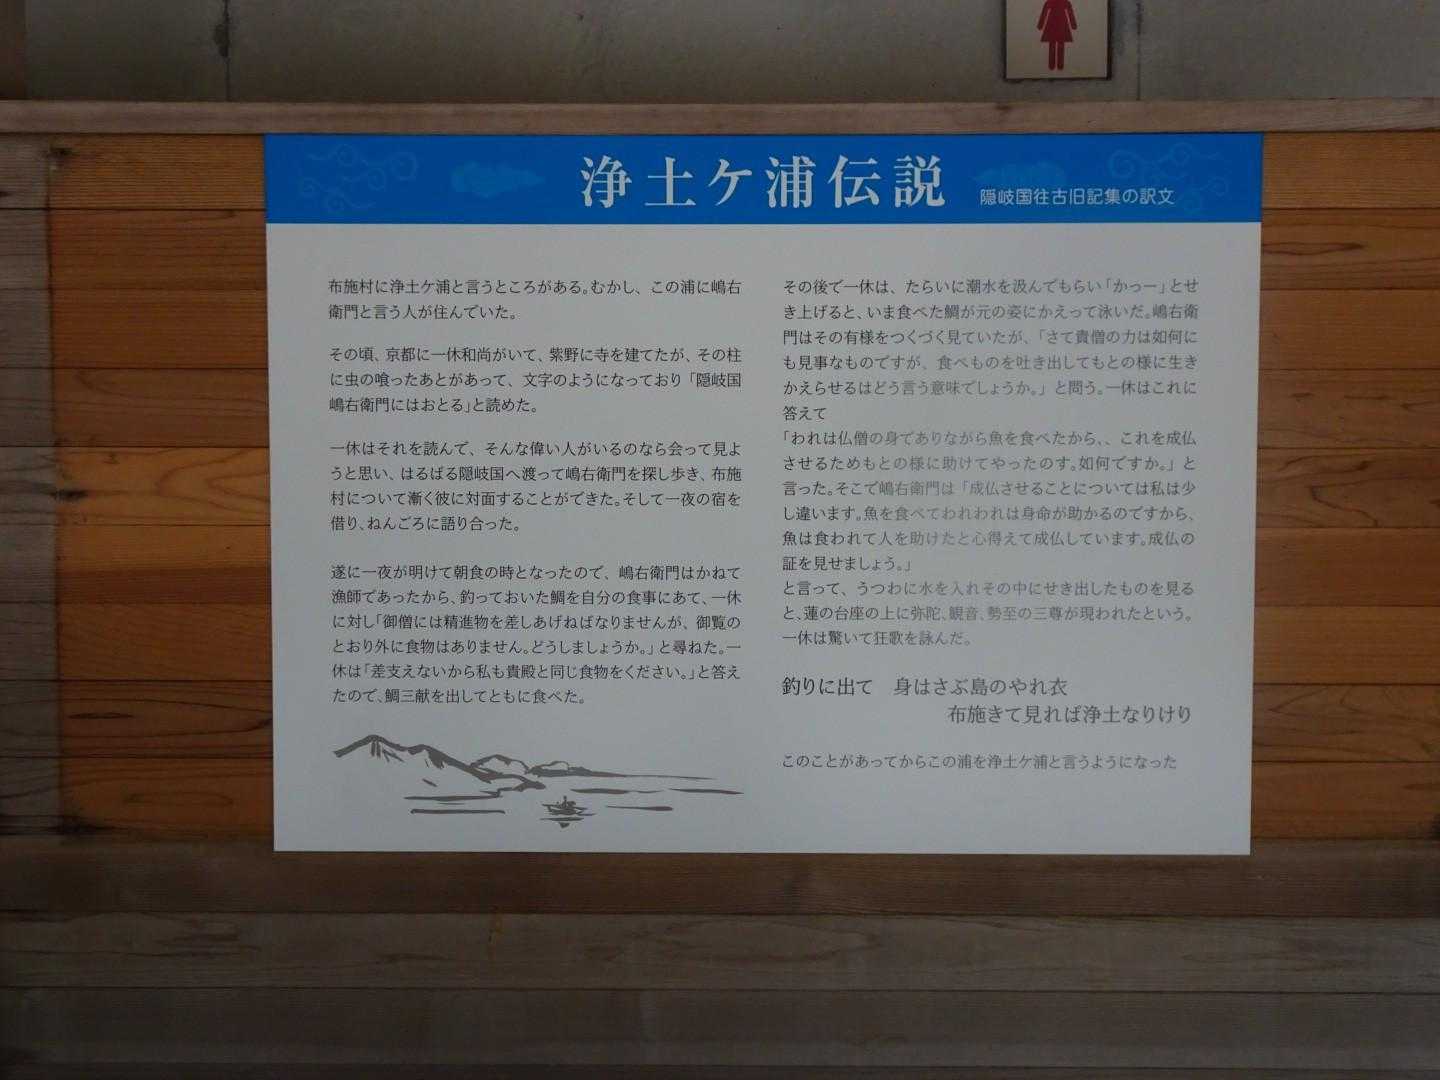 浄土ケ浦伝説 隠岐国往古旧記集の訳文
布施村に浄土ケ浦と言うところがある。むかし、この浦に嶋右
衛門と言う人が住んでいた。
その頃、京都に一休和尚がいて、紫野に寺を建てたが、その柱
に虫の喰ったあとがあって、文字のようになっており「隠岐国
嶋右衛門にはおとる」と読めた。
一休はそれを読んで、そんな偉い人がいるのなら会って見よ
うと思い、はるばる隠岐国へ渡って嶋右衛門を探し歩き、布施
村について漸く彼に対面することができた。そして一夜の宿を
借り、ねんごろに語り合った。
遂に一夜が明けて朝食の時となったので、嶋右衛門はかねて
漁師であったから、釣っておいた鯛を自分の食事にあて、一休
に対し「御僧には精進物を差しあげねばなりませんが、御覧の
とおり外に食物はありません。どうしましょうか。」と尋ねた。一
休は「差支えないから私も貴殿と同じ食物をください。」と答え
たので、鯛三献を出してともに食べた。
その後で一休は、たらいに潮水を汲んでもらい「かっー」とせ
き上げると、いま食べた鯛が元の姿にかえって泳いだ。嶋右衛
門はその有様をつくづく見ていたが、「さて貴僧の力は如何に
も見事なものですが、食べものを吐き出してもとの様に生き
かえらせるはどう言う意味でしょうか。」と問う。一休はこれに
答えて
「われは仏僧の身でありながら魚を食べたから、、これを成仏
させるためもとの様に助けてやったのす。如何ですか。」と
言った。そこで嶋右衛門は「成仏させることについては私は少
し違います。魚を食べてわれわれは身命が助かるのですから、
魚は食われて人を助けたと心得えて成仏しています。成仏の
証を見せましょう。」
と言って、うつわに水を入れその中にせき出したものを見る
と、蓮の台座の上に弥陀、観音、勢至の三尊が現われたという。
一休は驚いて狂歌を詠んだ。
釣りに出て 身はさぶ島のやれ衣
布施きて見れば浄土なりけり
このことがあってからこの浦を浄土ケ浦と言うようになった